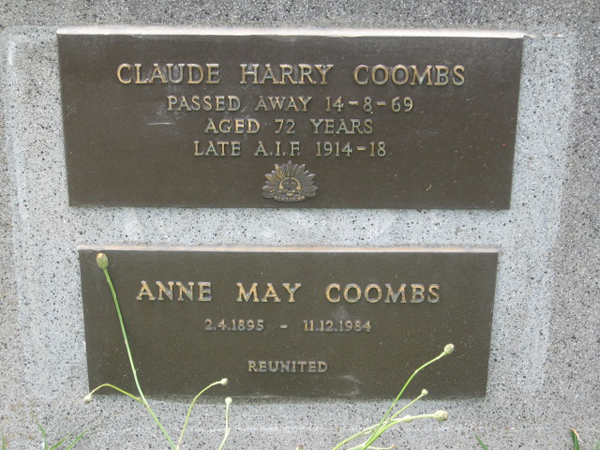 CLAUDE HARRY COOMBS
PASSED AWAY 14-8-69
AGED 72 YEARS
LATE A.I.F. 1914-18
ANNE MAY COOMBS
2.4.1895 - 11.12.1984
REUNITED